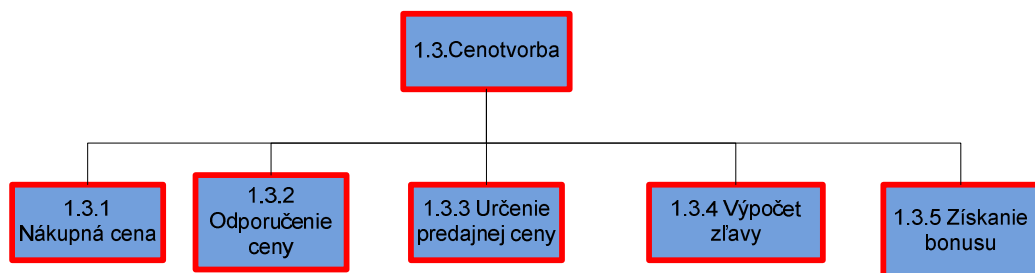 1.3.Cenotvorba
1.3.1
Nákupná cena
1.3.2
Odporučenie
ceny
1.3.3 Určenie
predajnej ceny
1.3.4 Výpočet
zľavy
1.3.5 Získanie
bonusu